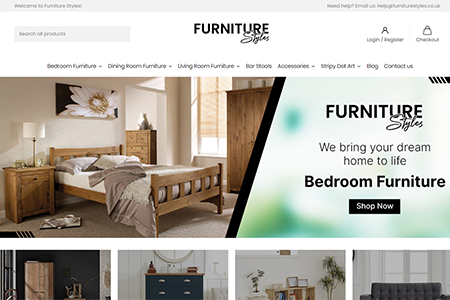 Welcome to Furniture Styles!
Need help? Email us: Help@furniturestyles.co.uk
Search all products
FURNITURE
Styles
Login / Register
Checkout
Bedroom Furniture
Dining Room Furniture
Living Room Furniture
Bar Stools
Accessories
Stripy Dot Art
Blog
Contact us
FURNITURE
Styles
We bring your dream
home to life
Bedroom Furniture
Shop Now